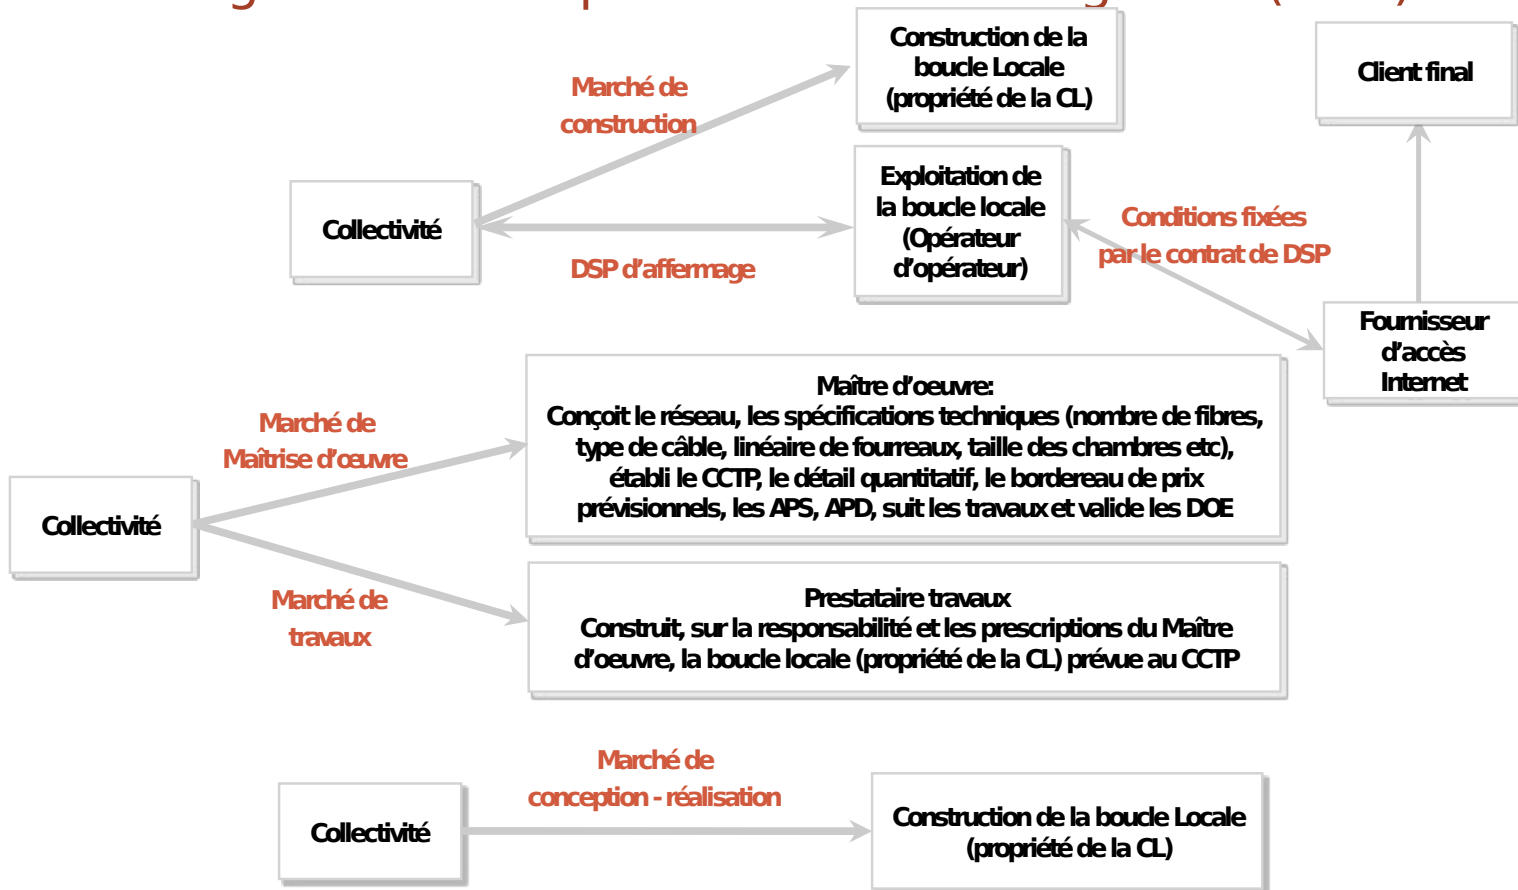 Construction de la
boucle Locale
(propriété de la CL)
Client final
Marché de
construction
Exploitation de
la boucle locale
(Opérateur
d’opérateur)
Collectivité
Conditions fixées
par le contrat de DSP
DSP d’affermage
Fournisseur
d’accès
Internet
Maître d’oeuvre:
Conçoit le réseau, les spécifications techniques (nombre de fibres,
type de câble, linéaire de fourreaux, taille des chambres etc),
établi le CCTP, le détail quantitatif, le bordereau de prix
prévisionnels, les APS, APD, suit les travaux et valide les DOE
Marché de
Maîtrise d’œuvre
Collectivité
Marché de
travaux
Prestataire travaux
Construit, sur la responsabilité et les prescriptions du Maître
d’oeuvre, la boucle locale (propriété de la CL) prévue au CCTP
Marché de
conception - réalisation
Collectivité
Construction de la boucle Locale
(propriété de la CL)